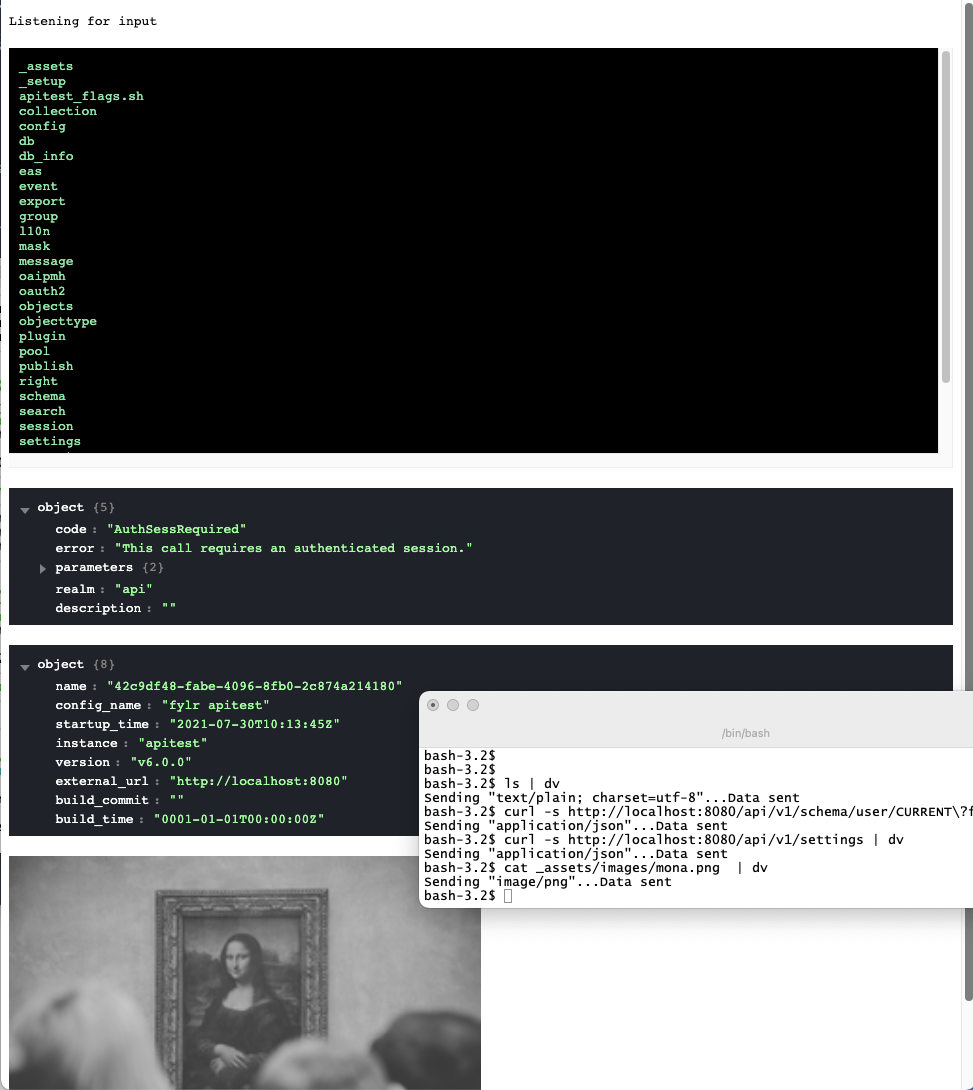 Listening for input
_assets
_setup
apitest_flags.sh
collection
config
db
db_info
eas
event
export
group
l10n
mask
message
oaipmh
oauth2
objects
objecttype
plugin
pool
publish
right
schema
search
session
settings
object {5}
code : "AuthSessRequired"
error : "This call requires an authenticated session."
parameters {2}
realm : "api"
description : ""
object {8}
name : "42c9df48-fabe-4096-8fb0-2c874a214180"
config_name : "fylr apitest"
startup_time : "2021-07-30T10:13:45Z"
instance : "apitest"
version : "v6.0.0"
external_url : "http://localhost:8080"
build_commit : ""
build_time : "0001-01-01T00:00:00Z"
/bin/bash
bash-3.2$
bash-3.2$
bash-3.2$ ls | dv
Sending "text/plain; charset=utf-8"...Data sent
bash-3.2$ curl -s http://localhost:8080/api/v1/schema/user/CURRENT\?f
Sending "application/json"...Data sent
bash-3.2$ curl -s http://localhost:8080/api/v1/settings | dv
Sending "application/json"...Data sent
bash-3.2$ cat _assets/images/mona.png  | dv
Sending "image/png"...Data sent
bash-3.2$